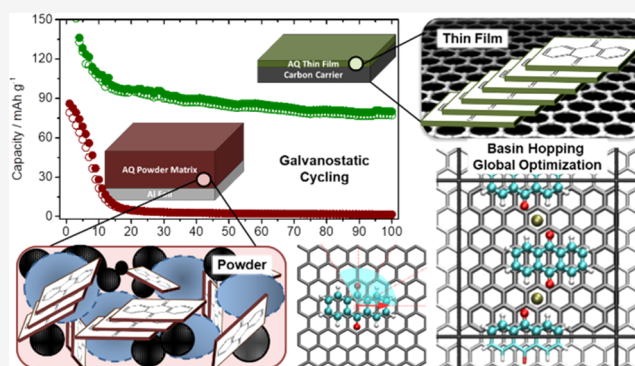 150
120
90
60
30
0
Capacity / mAh g⁻¹
AQ Thin Film
Carbon Carrier
AQ Powder Matrix
Al Foil
Galvanostatic
Cycling
0 10 20 30 40 50 60 70 80 90 100
Thin Film
Basin Hopping
Global Optimization
Powder